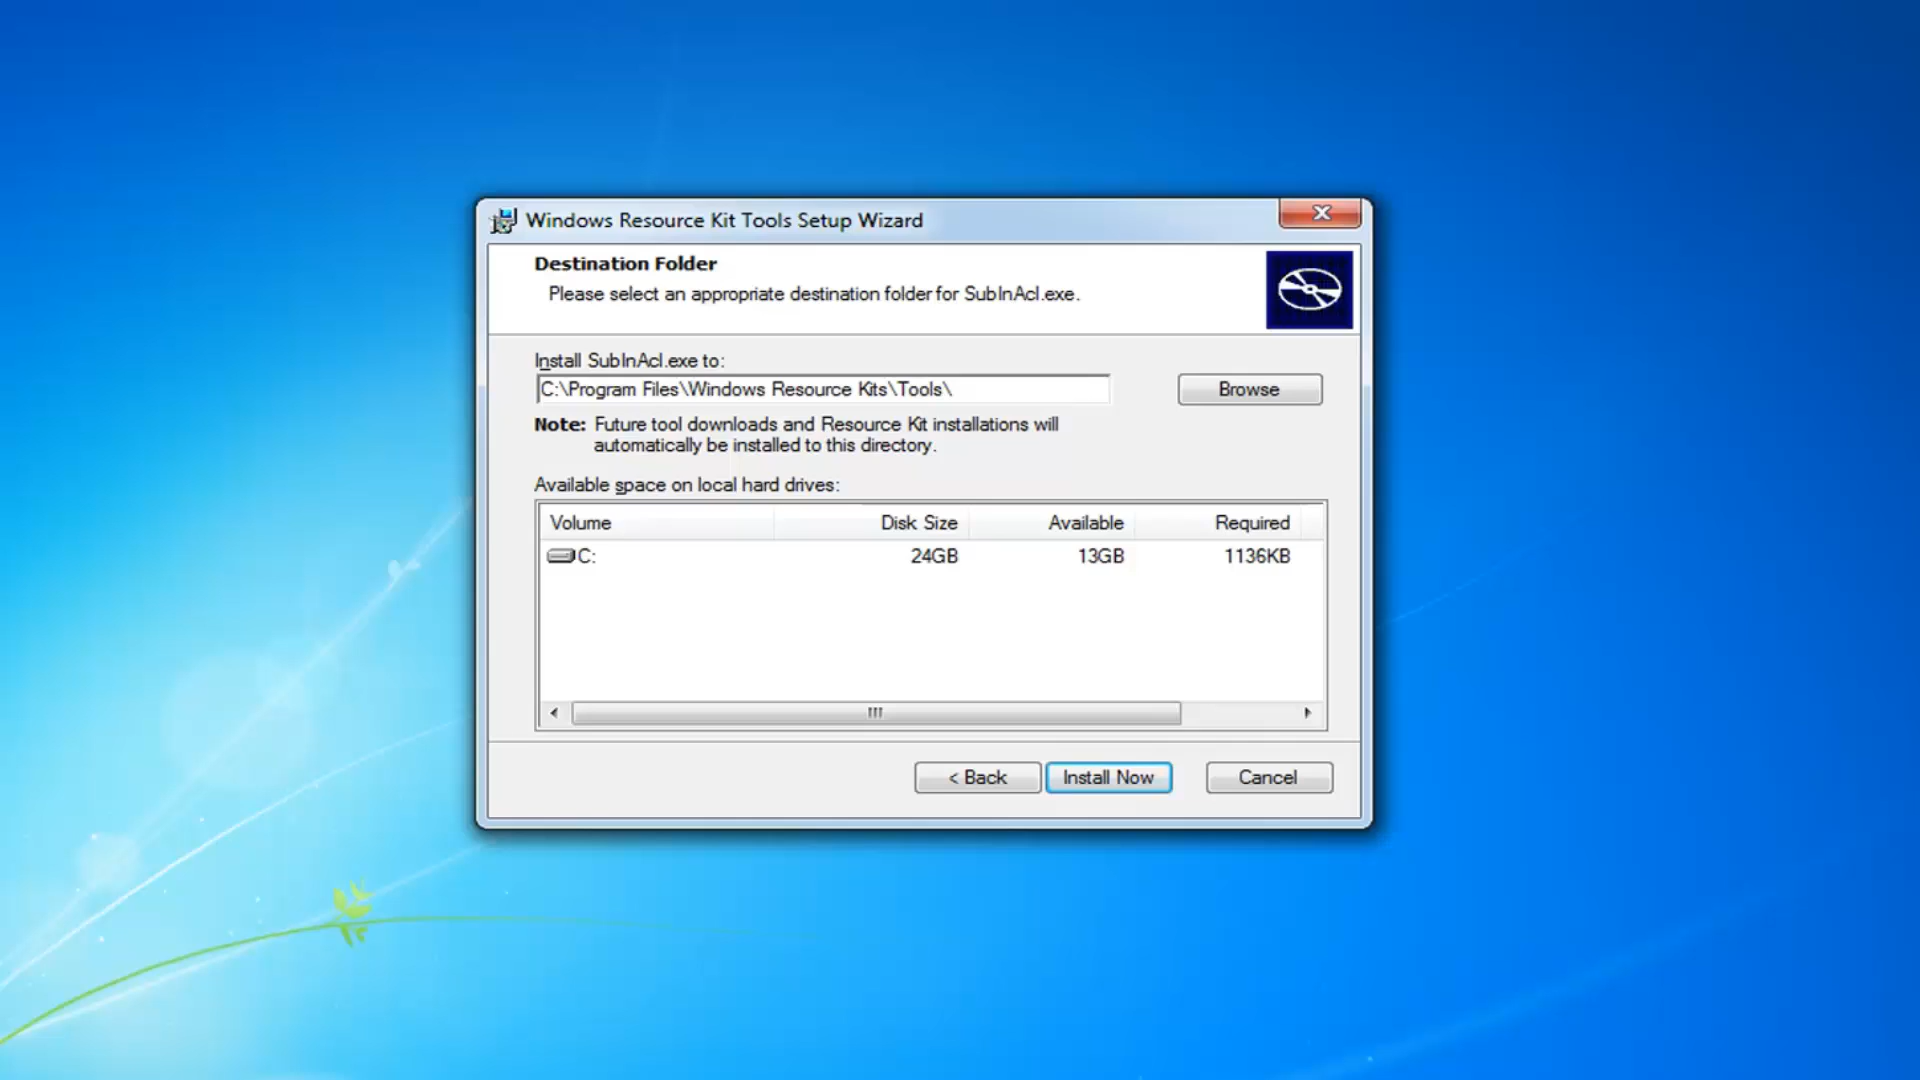 Windows Resource Kit Tools Setup Wizard
Destination Folder
Please select an appropriate destination folder for SubInAcl.exe.
Install SubInAcl.exe to:
C:\Program Files\Windows Resource Kits\Tools\
Browse
Note: Future tool downloads and Resource Kit installations will
automatically be installed to this directory.
Available space on local hard drives:
Volume Disk Size Available Required
C: 24GB 13GB 1136KB
< Back Install Now Cancel